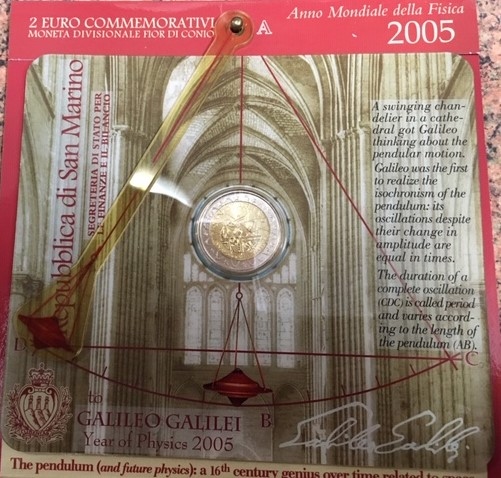 2 EURO COMMEMORATIVI
MONETA DIVISIONALE FIOR DI CONIO
A
Anno Mondiale della Fisica
2005
Repubblica di San Marino
SEGRETERIA DI STATO PER
LE FINANZE E IL BILANCIO
A swinging chan-
delier in a cathe-
dral got Galileo
thinking about the
pendular motion.
Galileo was the first
to realize the
isochronism of the
pendulum: its
oscillations despite
their change in
amplitude are
equal in times.
The duration of a
complete oscillation
(CDC) is called period
and varies accord-
ing to the length of
the pendulum (AB).
D
C
to
GALILEO GALILEI
B
Year of Physics 2005
The pendulum (and future physics): a 16th century genius over time related to space